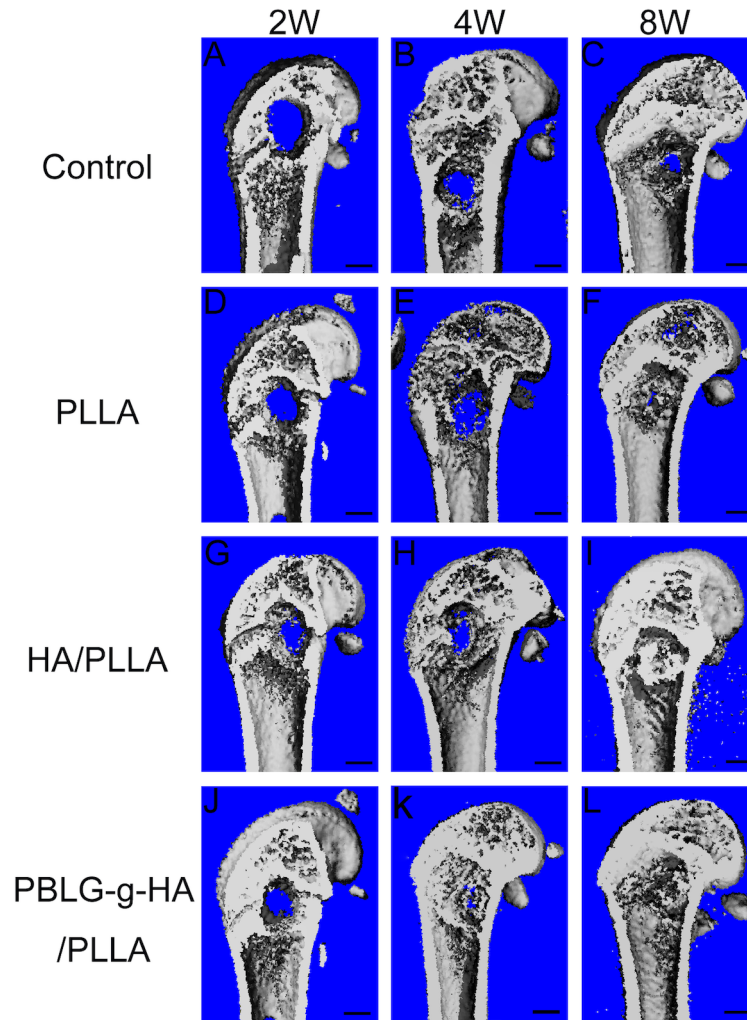 2W 4W 8W
Control A B C
PLLA D E F
HA/PLLA G H I
PBLG-g-HA J k L
/PLLA